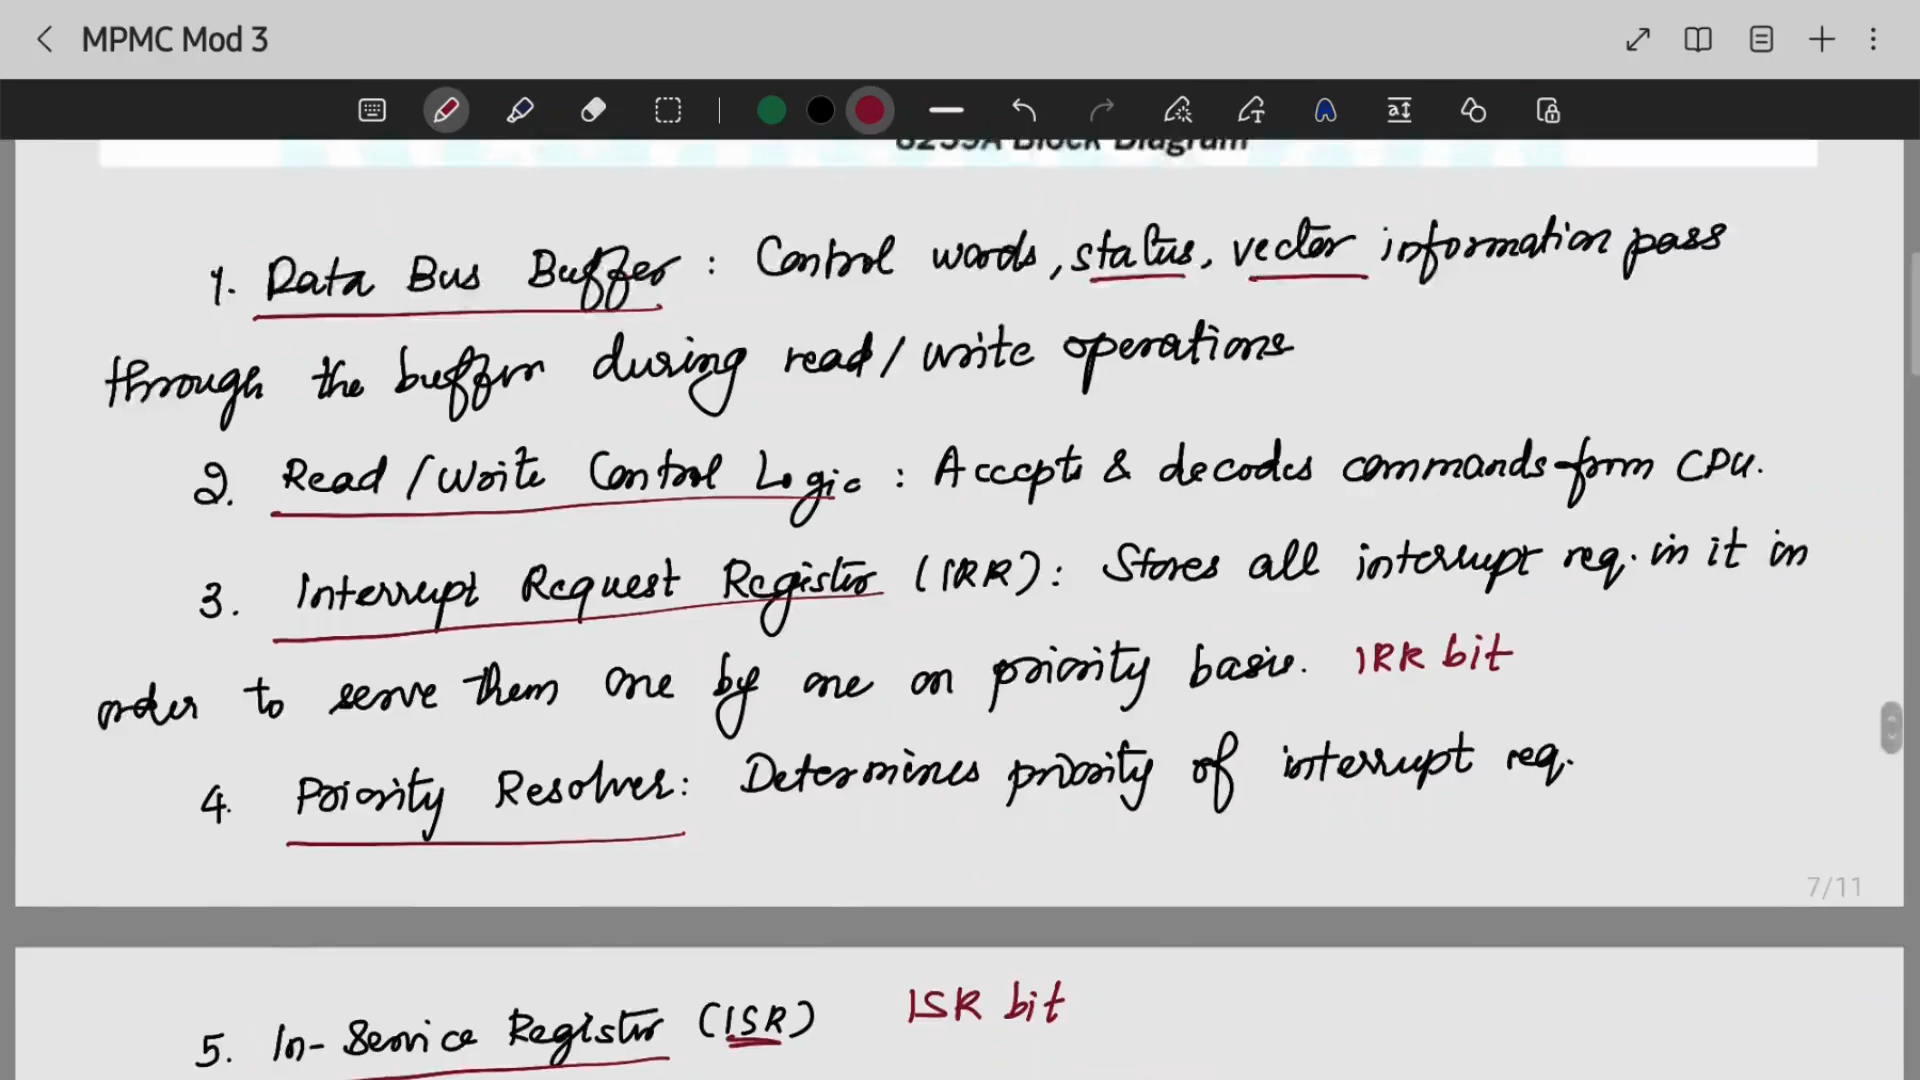 MPMC Mod 3
8259A Block Diagram
1. Data Bus Buffer : Control words, status, vector information pass
through the buffer during read/write operations
2. Read/Write Control Logic : Accepts & decodes commands from CPU.
3. Interrupt Request Register (IRR): Stores all interrupt req. in it in
order to serve them one by one on priority basis. IRR bit
4. Priority Resolver: Determines priority of interrupt req.
7/11
5. In-Service Register (ISR) ISR bit